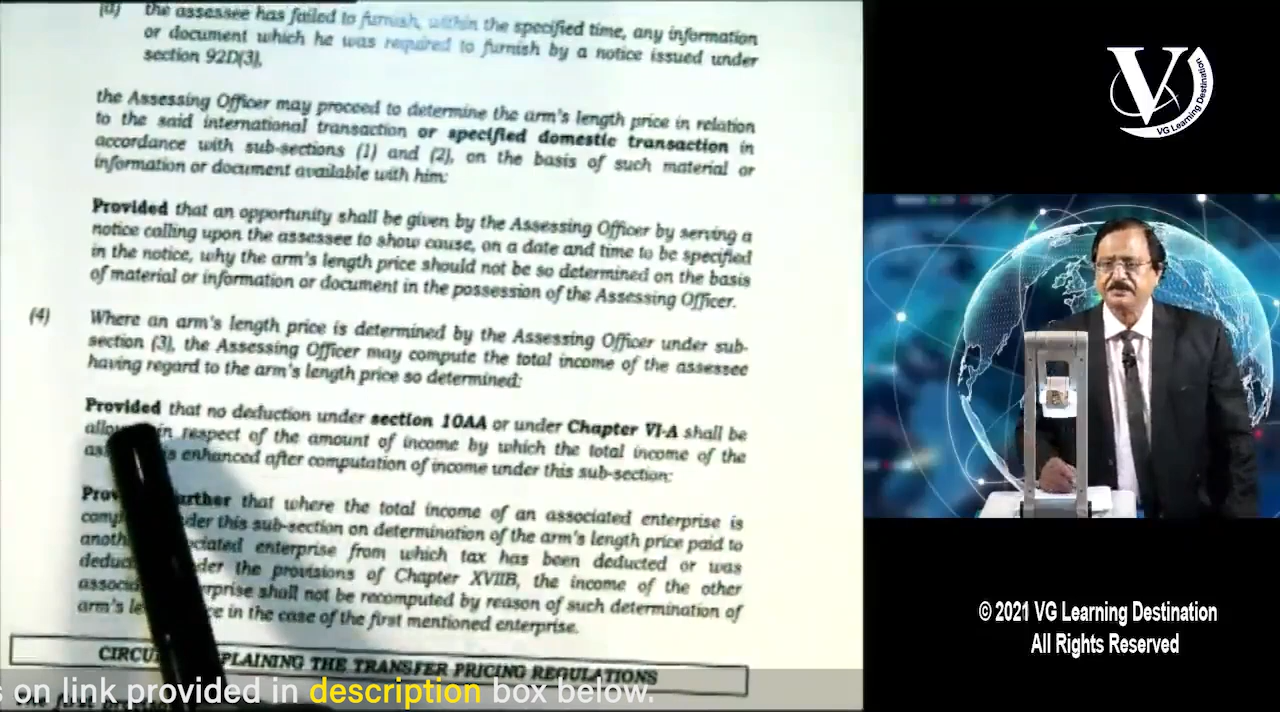 (d) the assessee has failed to furnish, within the specified time, any information
or document which he was required to furnish by a notice issued under
section 92D(3),
the Assessing Officer may proceed to determine the arm's length price in relation
to the said international transaction or specified domestic transaction in
accordance with sub-sections (1) and (2), on the basis of such material or
information or document available with him:
Provided that an opportunity shall be given by the Assessing Officer by serving a
notice calling upon the assessee to show cause, on a date and time to be specified
in the notice, why the arm's length price should not be so determined on the basis
of material or information or document in the possession of the Assessing Officer.
(4) Where an arm's length price is determined by the Assessing Officer under sub-
section (3), the Assessing Officer may compute the total income of the assessee
having regard to the arm's length price so determined:
Provided that no deduction under section 10AA or under Chapter VI-A shall be
in respect of the amount of income by which the total income of the
is enhanced after computation of income under this sub-section:
that where the total income of an associated enterprise is
this sub-section on determination of the arm's length price paid to
enterprise from which tax has been deducted or was
the provisions of Chapter XVIIB, the income of the other
shall not be recomputed by reason of such determination of
arm's in the case of the first mentioned enterprise.
THE TRANSFER PRICING REGULATIONS
on link provided in description box below.
V
VG Learning Destination
© 2021 VG Learning Destination
All Rights Reserved